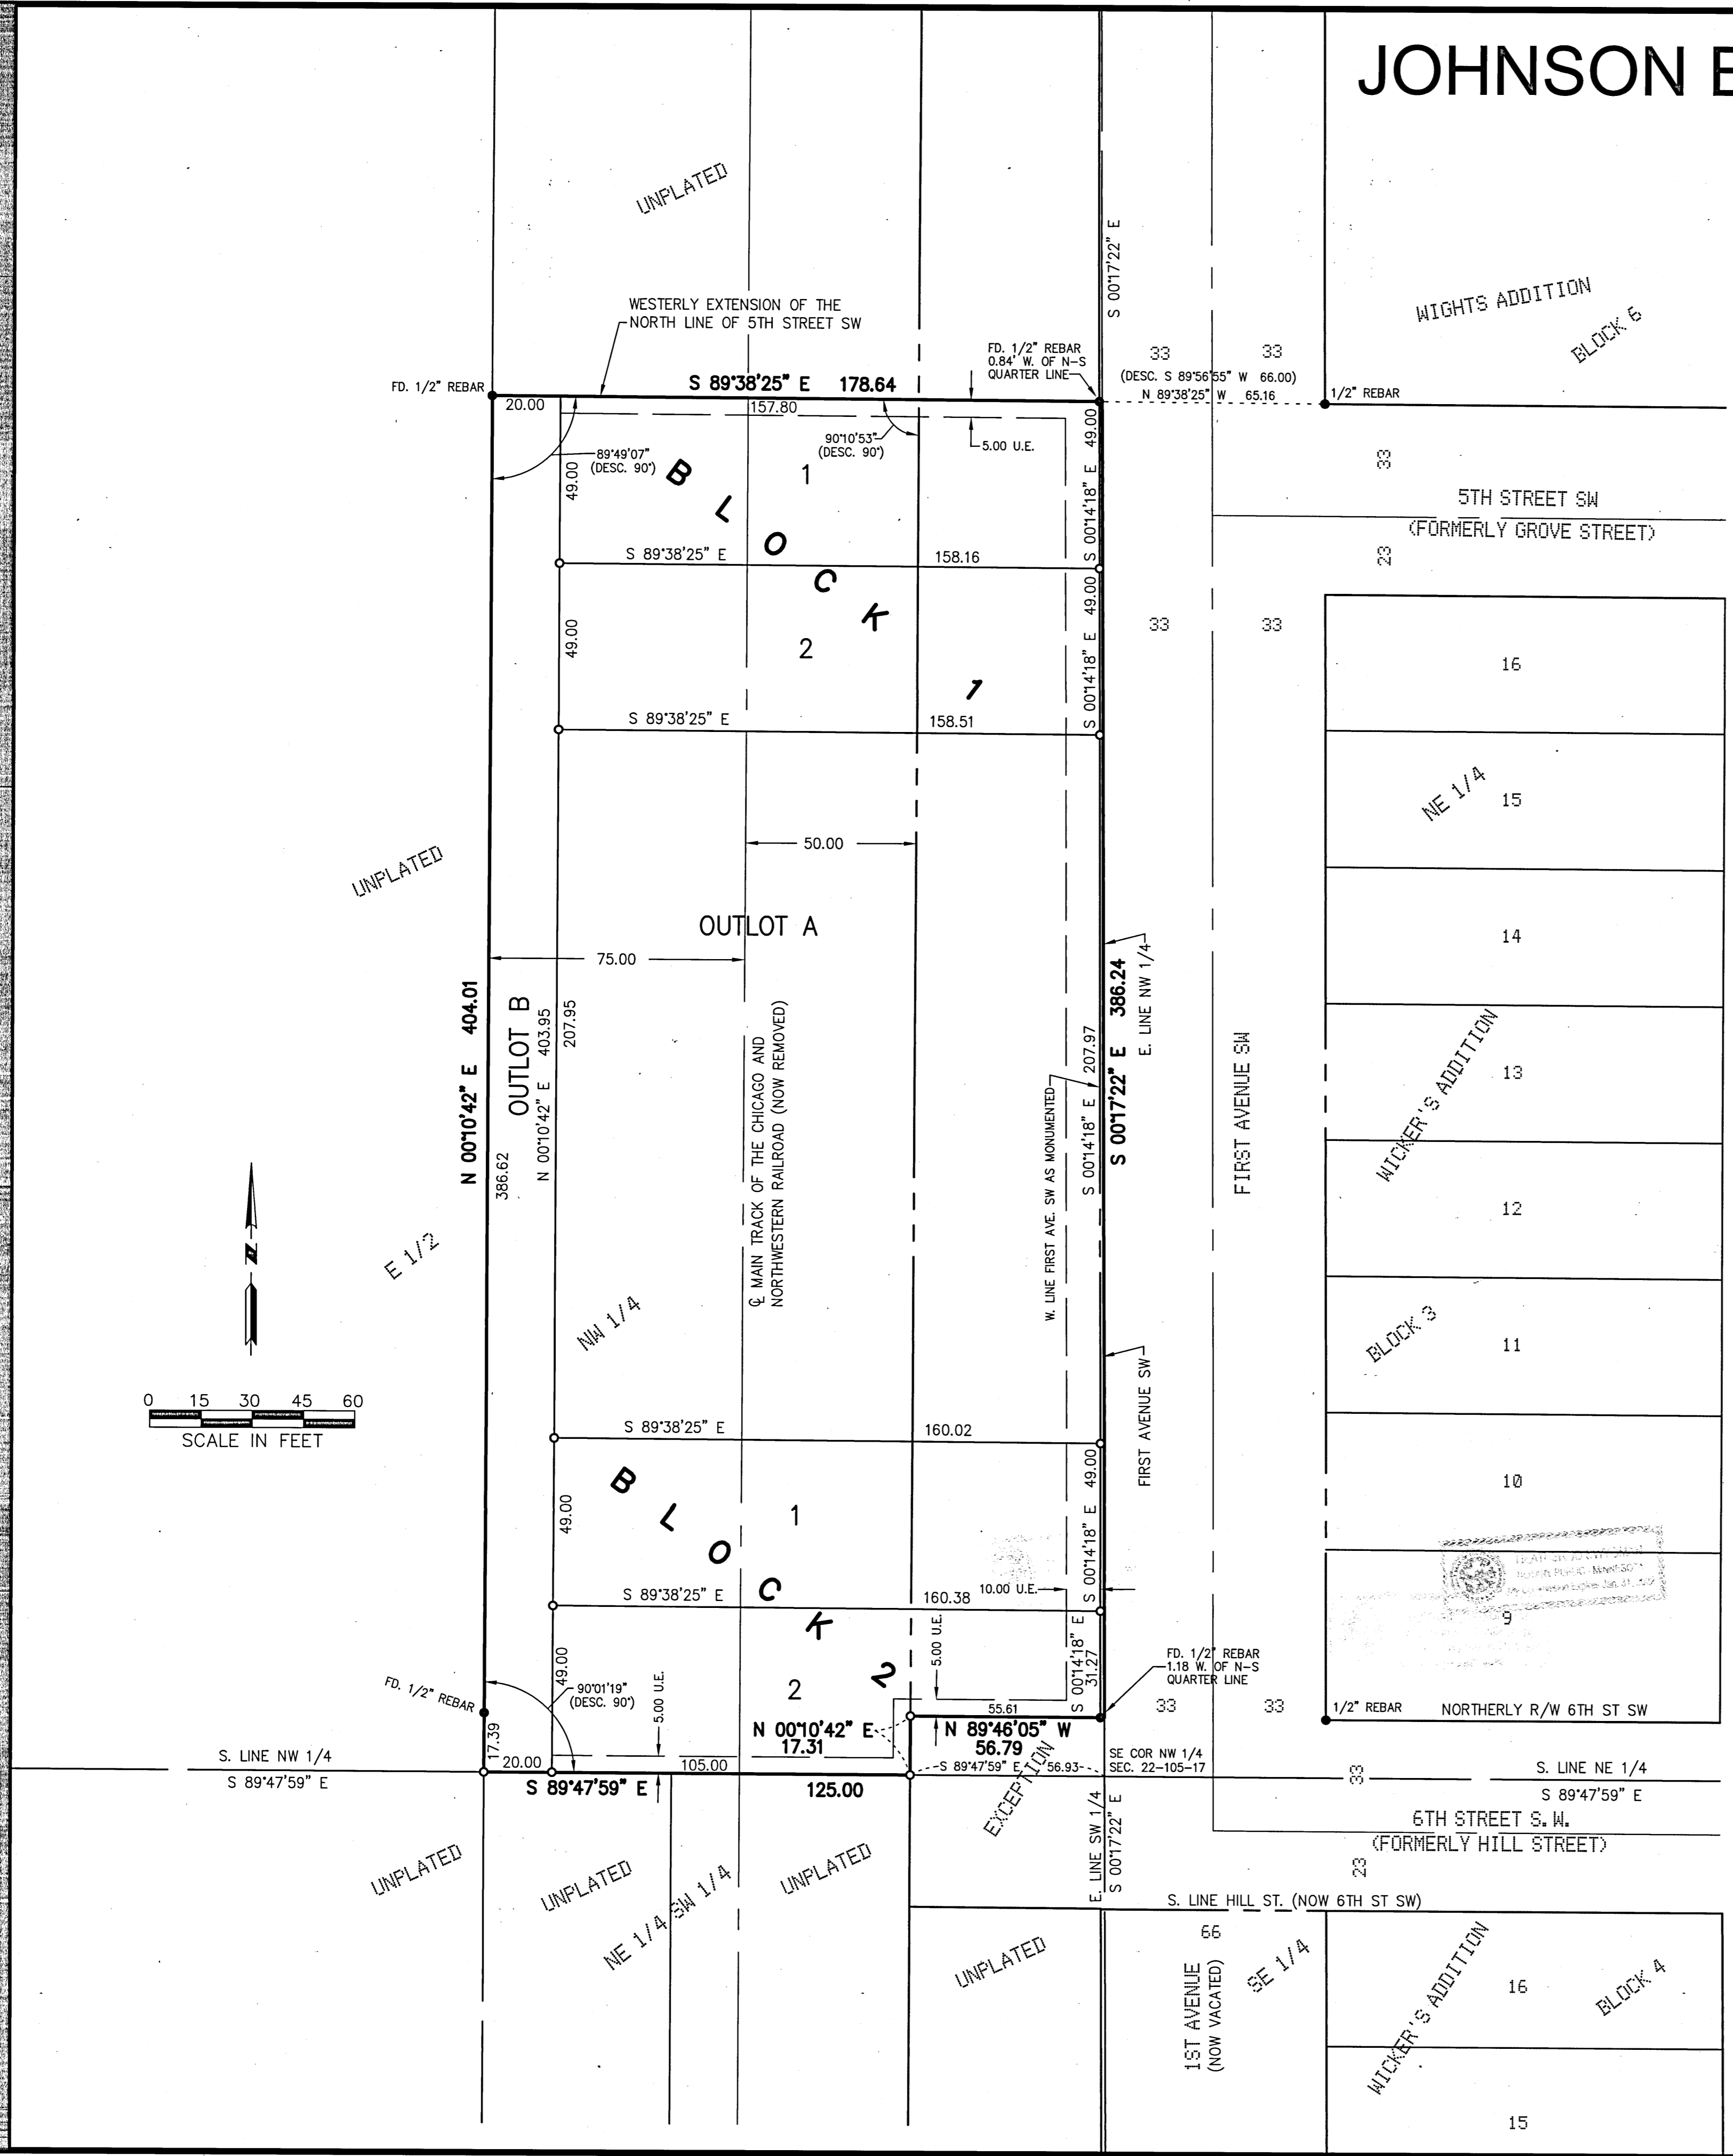 JOHNSON
UNPLATED
WESTERLY EXTENSION OF THE
NORTH LINE OF 5TH STREET SW
FD. 1/2" REBAR
S 89°38'25" E 178.64
FD. 1/2" REBAR
0.84' W. OF N-S
QUARTER LINE
S 00°17'22" E
33
33
(DESC. S 89°56'55" W 66.00)
N 89°38'25" W 65.16
1/2" REBAR
WIGHTS ADDITION
BLOCK 6
20.00
157.80
5.00 U.E.
89°49'07"
(DESC. 90°)
90°10'53"
(DESC. 90°)
49.00
BLOCK 1
1
S 00°14'18" E 49.00
33
5TH STREET SW
(FORMERLY GROVE STREET)
23
S 89°38'25" E
158.16
49.00
2
S 00°14'18" E 49.00
33
33
S 89°38'25" E
158.51
16
NE 1/4
15
14
13
12
11
10
9
WICKER'S ADDITION
BLOCK 3
50.00
UNPLATED
OUTLOT A
75.00
N 00°10'42" E 404.01
386.62
OUTLOT B
N 00°10'42" E 403.95
207.95
℄ MAIN TRACK OF THE CHICAGO AND
NORTHWESTERN RAILROAD (NOW REMOVED)
W. LINE FIRST AVE. SW AS MONUMENTED
S 00°14'18" E 207.97
S 00°17'22" E 386.24
E. LINE NW 1/4
FIRST AVENUE SW
FIRST AVENUE SW
E 1/2
NW 1/4
0 15 30 45 60
SCALE IN FEET
S 89°38'25" E
160.02
49.00
BLOCK 2
1
S 00°14'18" E 49.00
S 89°38'25" E
160.38
10.00 U.E.
49.00
2
5.00 U.E.
5.00 U.E.
S 00°14'18" E
31.27
FD. 1/2" REBAR
1.18 W. OF N-S
QUARTER LINE
FD. 1/2" REBAR
90°01'19"
(DESC. 90°)
17.39
N 00°10'42" E
17.31
55.61
N 89°46'05" W
56.79
33
33
1/2" REBAR
NORTHERLY R/W 6TH ST SW
S. LINE NW 1/4
S 89°47'59" E
20.00
105.00
S 89°47'59" E 125.00
S 89°47'59" E 56.93
SE COR NW 1/4
SEC. 22-105-17
33
S. LINE NE 1/4
S 89°47'59" E
EXCEPTION
E. LINE SW 1/4
S 00°17'22" E
6TH STREET S.W.
(FORMERLY HILL STREET)
23
UNPLATED
UNPLATED
NE 1/4 SW 1/4
UNPLATED
UNPLATED
S. LINE HILL ST. (NOW 6TH ST SW)
66
1ST AVENUE
(NOW VACATED)
SE 1/4
WICKER'S ADDITION
16
BLOCK 4
15